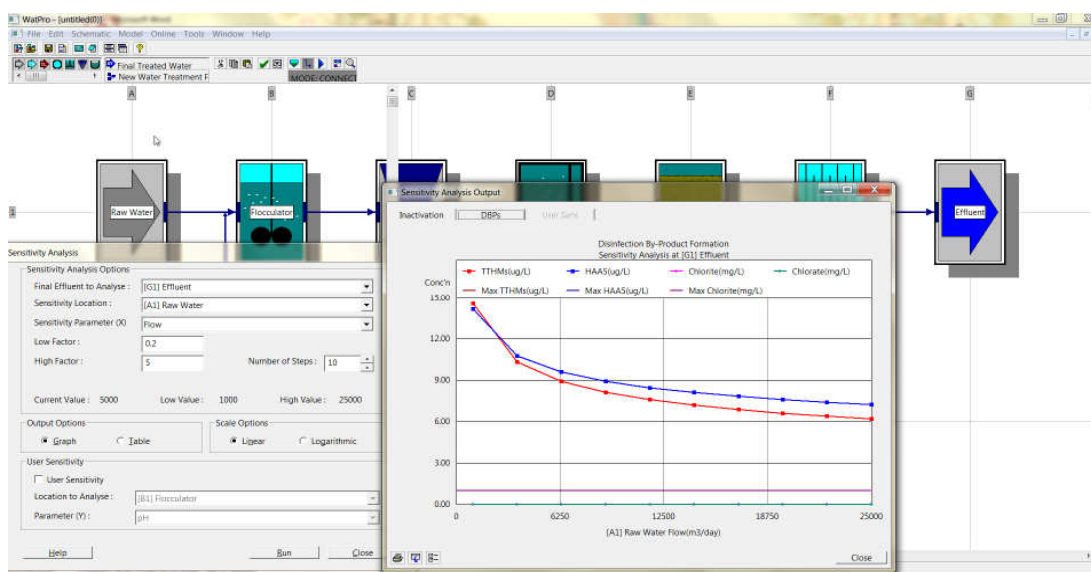 WatPro - [untitled(0)]
File Edit Schematic Model Online Tools Window Help
Final Treated Water
New Water Treatment F
MODE: CONNECT
A B C D E F G
1
Raw Water
Flocculator
Effluent
Sensitivity Analysis
Sensitivity Analysis Options
Final Effluent to Analyse : [G1] Effluent
Sensitivity Location : [A1] Raw Water
Sensitivity Parameter (X) Flow
Low Factor : 0.2
High Factor : 5 Number of Steps : 10
Current Value : 5000 Low Value : 1000 High Value : 25000
Output Options Scale Options
Graph Table Linear Logarithmic
User Sensitivity
User Sensitivity
Location to Analyse : [B1] Flocculator
Parameter (Y) : pH
Help Run Close
Sensitivity Analysis Output
Inactivation DBPs User Sens
Disinfection By-Product Formation
Sensitivity Analysis at [G1] Effluent
TTHMs(ug/L) HAA5(ug/L) Chlorite(mg/L) Chlorate(mg/L)
Max TTHMs(ug/L) Max HAA5(ug/L) Max Chlorite(mg/L)
Conc'n
15.00
12.00
9.00
6.00
3.00
0.00
0 6250 12500 18750 25000
[A1] Raw Water Flow(m3/day)
Close